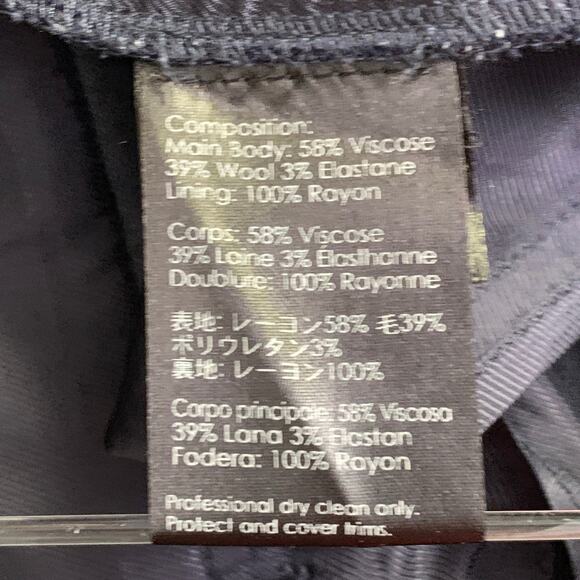 Composition:
Main Body: 58% Viscose
39% Wool 3% Elastane
Lining: 100% Rayon
Corps: 58% Viscose
39% Laine 3% Élasthanne
Doublure: 100% Rayonne
表地: レーヨン58% 毛39%
ポリウレタン3%
裏地: レーヨン100%
Corpo principale: 58% Viscosa
39% Lana 3% Elastan
Fodera: 100% Rayon
Professional dry clean only.
Protect and cover trims.